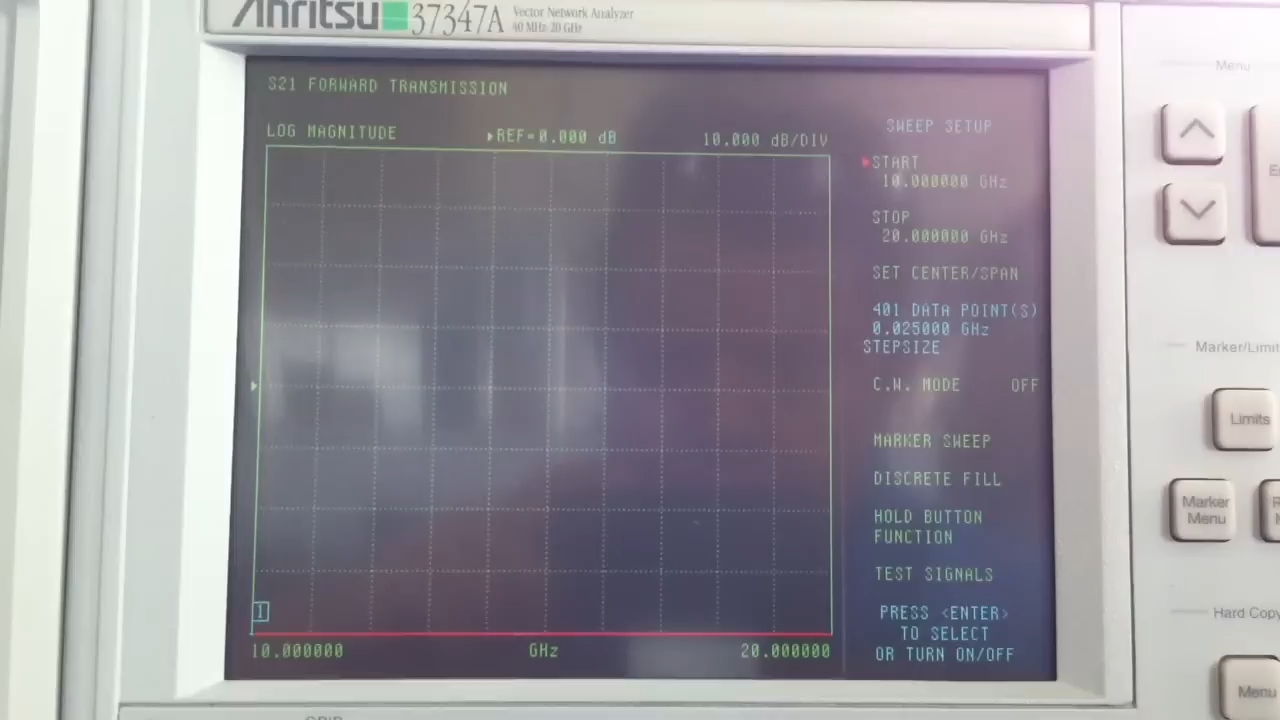 Anritsu 37347A Vector Network Analyzer
40 MHz-20 GHz
S21 FORWARD TRANSMISSION
LOG MAGNITUDE
REF=0.000 dB
10.000 dB/DIV
1
10.000000
GHz
20.000000
SWEEP SETUP
START
10.000000 GHz
STOP
20.000000 GHz
SET CENTER/SPAN
401 DATA POINT(S)
0.025000 GHz
STEPSIZE
C.W. MODE OFF
MARKER SWEEP
DISCRETE FILL
HOLD BUTTON
FUNCTION
TEST SIGNALS
PRESS <ENTER>
TO SELECT
OR TURN ON/OFF
Menu
Marker/Limit
Limits
Marker
Menu
Hard Copy
Menu